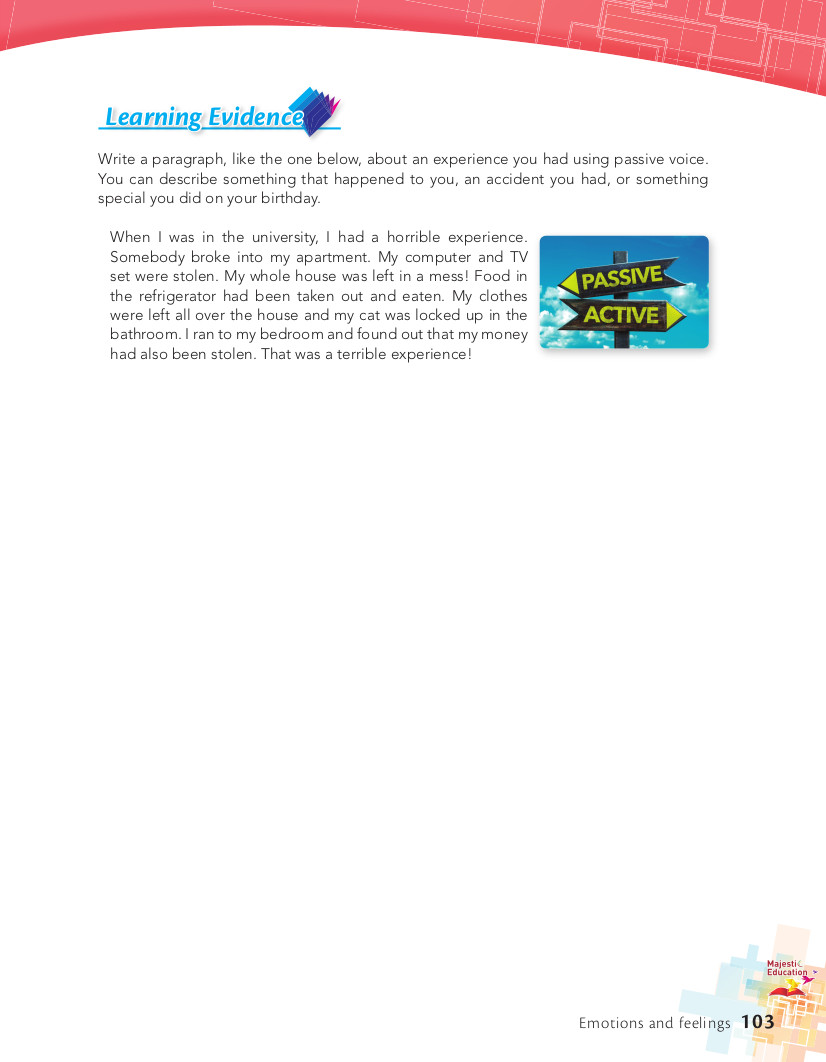 Learning Evidence
Write a paragraph, like the one below, about an experience you had using passive voice.
You can describe something that happened to you, an accident you had, or something
special you did on your birthday.
When I was in the university, I had a horrible experience.
Somebody broke into my apartment. My computer and TV
set were stolen. My whole house was left in a mess! Food in
the refrigerator had been taken out and eaten. My clothes
were left all over the house and my cat was locked up in the
bathroom. I ran to my bedroom and found out that my money
had also been stolen. That was a terrible experience!
PASSIVE
ACTIVE
Majestic
Education
Emotions and feelings 103